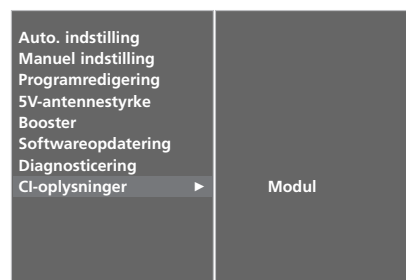 Auto. indstilling
Manuel indstilling
Programredigering
5V-antennestyrke
Booster
Softwareopdatering
Diagnosticering
CI-oplysninger ► Modul